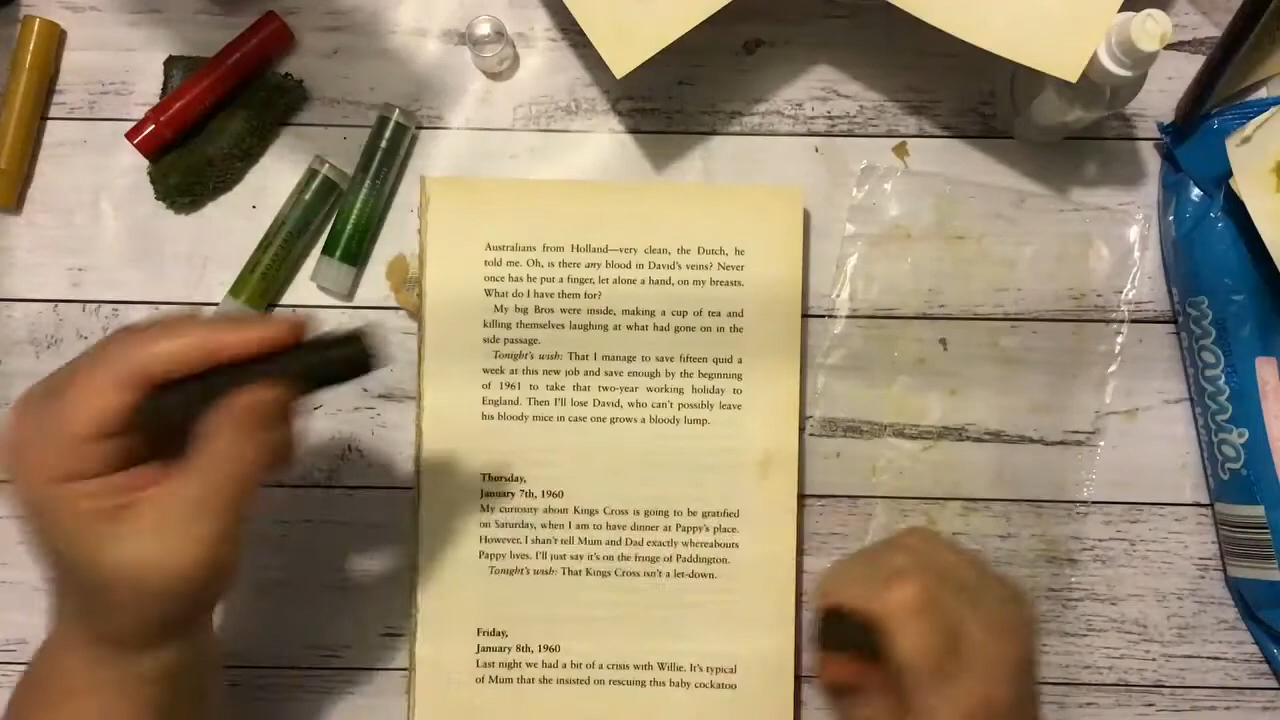 Australians from Holland—very clean, the Dutch, he
told me. Oh, is there any blood in David's veins? Never
once has he put a finger, let alone a hand, on my breasts.
What do I have them for?
My big Bros were inside, making a cup of tea and
killing themselves laughing at what had gone on in the
side passage.
Tonight's wish: That I manage to save fifteen quid a
week at this new job and save enough by the beginning
of 1961 to take that two-year working holiday to
England. Then I'll lose David, who can't possibly leave
his bloody mice in case one grows a bloody lump.
Thursday,
January 7th, 1960
My curiosity about Kings Cross is going to be gratified
on Saturday, when I am to have dinner at Pappy's place.
However, I shan't tell Mum and Dad exactly whereabouts
Pappy lives. I'll just say it's on the fringe of Paddington.
Tonight's wish: That Kings Cross isn't a let-down.
Friday,
January 8th, 1960
Last night we had a bit of a crisis with Willie. It's typical
of Mum that she insisted on rescuing this baby cockatoo
mamia